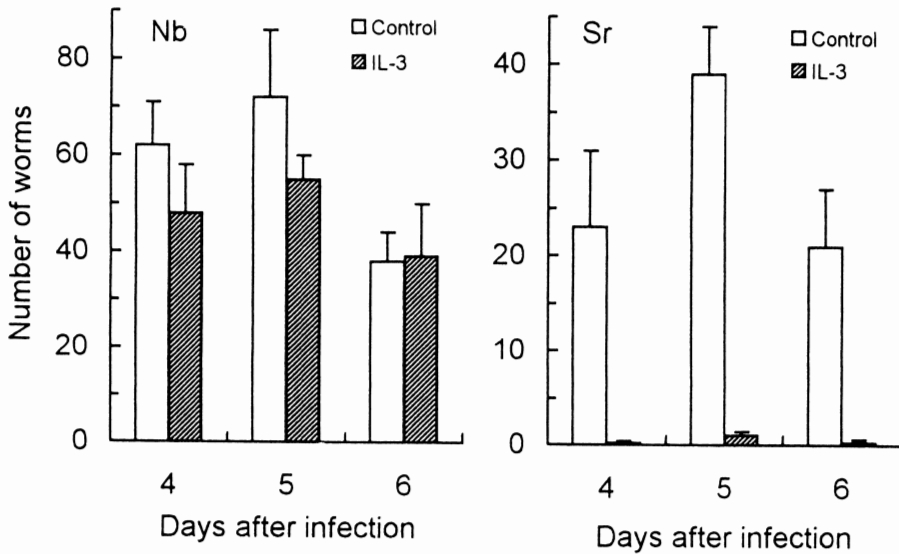 Nb
Control
IL-3
Number of worms
80
60
40
20
0
4 5 6
Days after infection
Sr
Control
IL-3
40
30
20
10
0
4 5 6
Days after infection